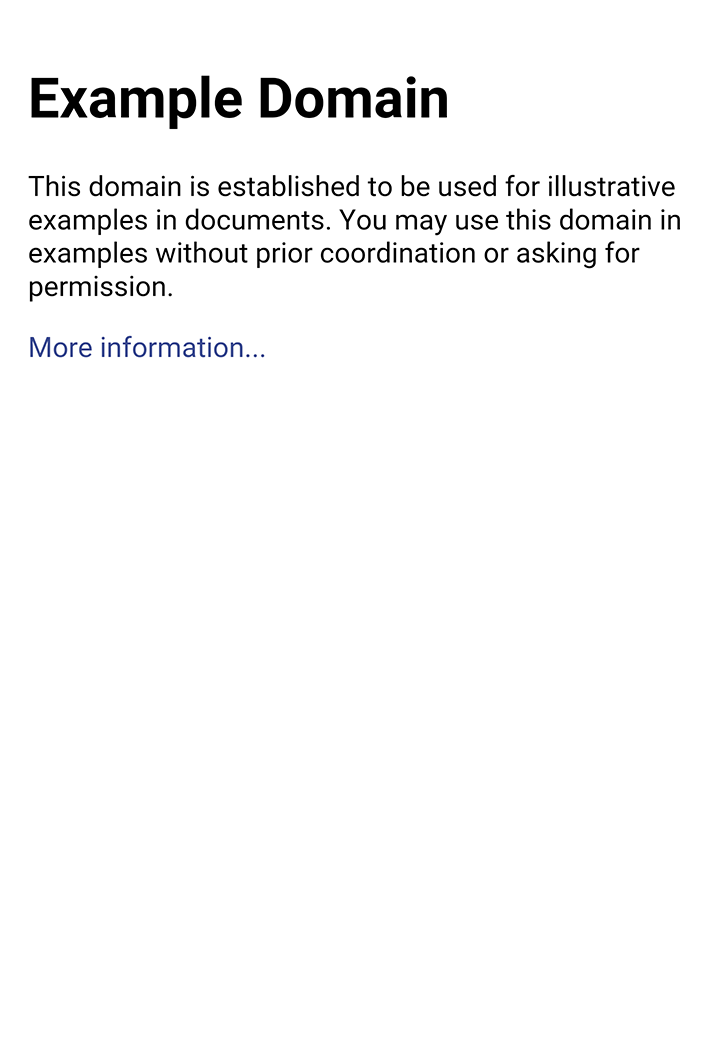 Example Domain
This domain is established to be used for illustrative
examples in documents. You may use this domain in
examples without prior coordination or asking for
permission.
More information...